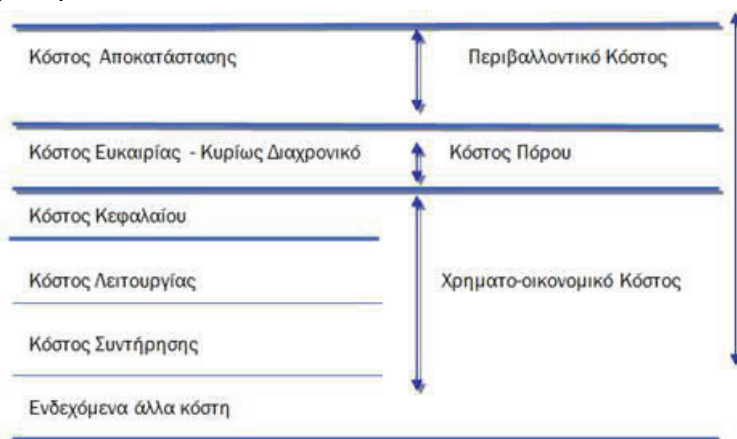 Κόστος Αποκατάστασης
Περιβαλλοντικό Κόστος
Κόστος Ευκαιρίας - Κυρίως Διαχρονικό
Κόστος Πόρου
Κόστος Κεφαλαίου
Κόστος Λειτουργίας
Χρηματο-οικονομικό Κόστος
Κόστος Συντήρησης
Ενδεχόμενα άλλα κόστη